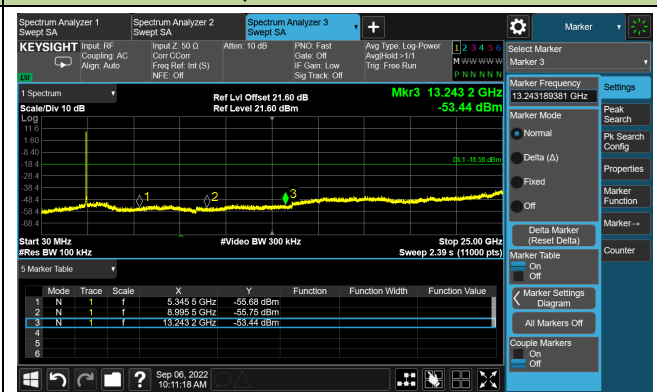 Spectrum SA Analyzer 1
Swept SA
Spectrum Analyzer 2
Swept SA
Spectrum Analyzer 3
Swept SA
Marker
KEYSIGHT
Input: RF
Coupling: AC
Align: Auto
Input Z: 50 Ω
Corr CCorr
Freq Ref: Int (S)
NFE: Off
Atten: 10 dB
PNO: Fast
Gate: Off
IF Gain: Low
Sig Track: Off
Avg Type: Log-Power
Avg|Hold:>1/1
Trig: Free Run
1 2 3 4 5 6
M W W W W W
P N N N N N
LXI
1 Spectrum
Scale/Div 10 dB
Ref Lvl Offset 21.60 dB
Ref Level 21.60 dBm
Mkr3 13.243 2 GHz
-53.44 dBm
Log
11.6
1.60
-8.40
-18.4
-28.4
-38.4
-48.4
-58.4
-68.4
DL1 -18.58 dBm
1
2
3
Start 30 MHz
#Res BW 100 kHz
#Video BW 300 kHz
Stop 25.00 GHz
Sweep 2.39 s (11000 pts)
5 Marker Table
Mode Trace Scale X Y Function Function Width Function Value
1 N 1 f 5.345 5 GHz -55.68 dBm
2 N 1 f 8.995 5 GHz -55.75 dBm
3 N 1 f 13.243 2 GHz -53.44 dBm
4
5
6
Sep 06, 2022
10:11:18 AM
Select Marker
Marker 3
Marker Frequency
13.243189381 GHz
Marker Mode
Normal
Delta (Δ)
Fixed
Off
Delta Marker
(Reset Delta)
Marker Table
On
Off
Marker Settings
Diagram
All Markers Off
Couple Markers
On
Off
Settings
Peak
Search
Pk Search
Config
Properties
Marker
Function
Marker→
Counter